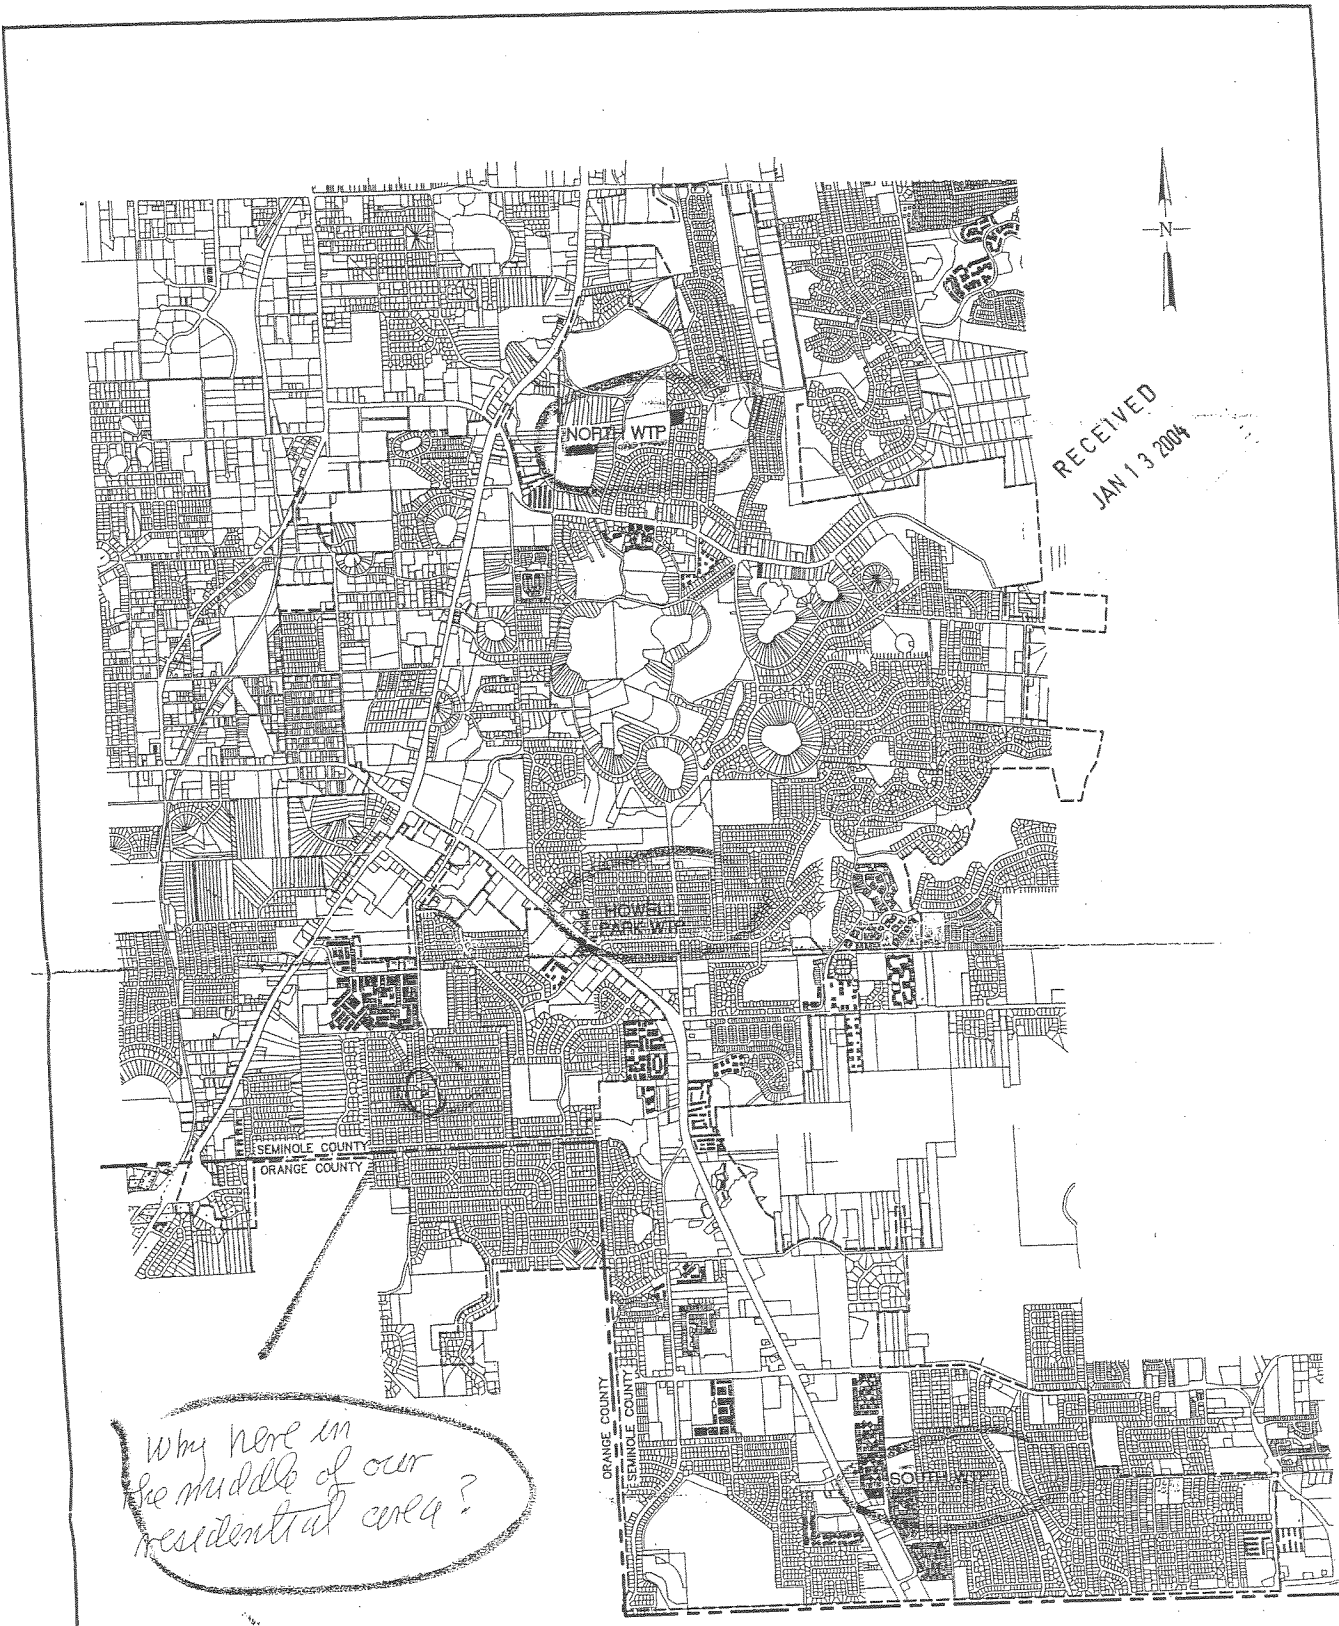 N
RECEIVED
JAN 13 2004
NORTH WTP
HOWELL
PARK WTP
SEMINOLE COUNTY
ORANGE COUNTY
ORANGE COUNTY
SEMINOLE COUNTY
SOUTH WTP
Why here in
the middle of our
residential area?